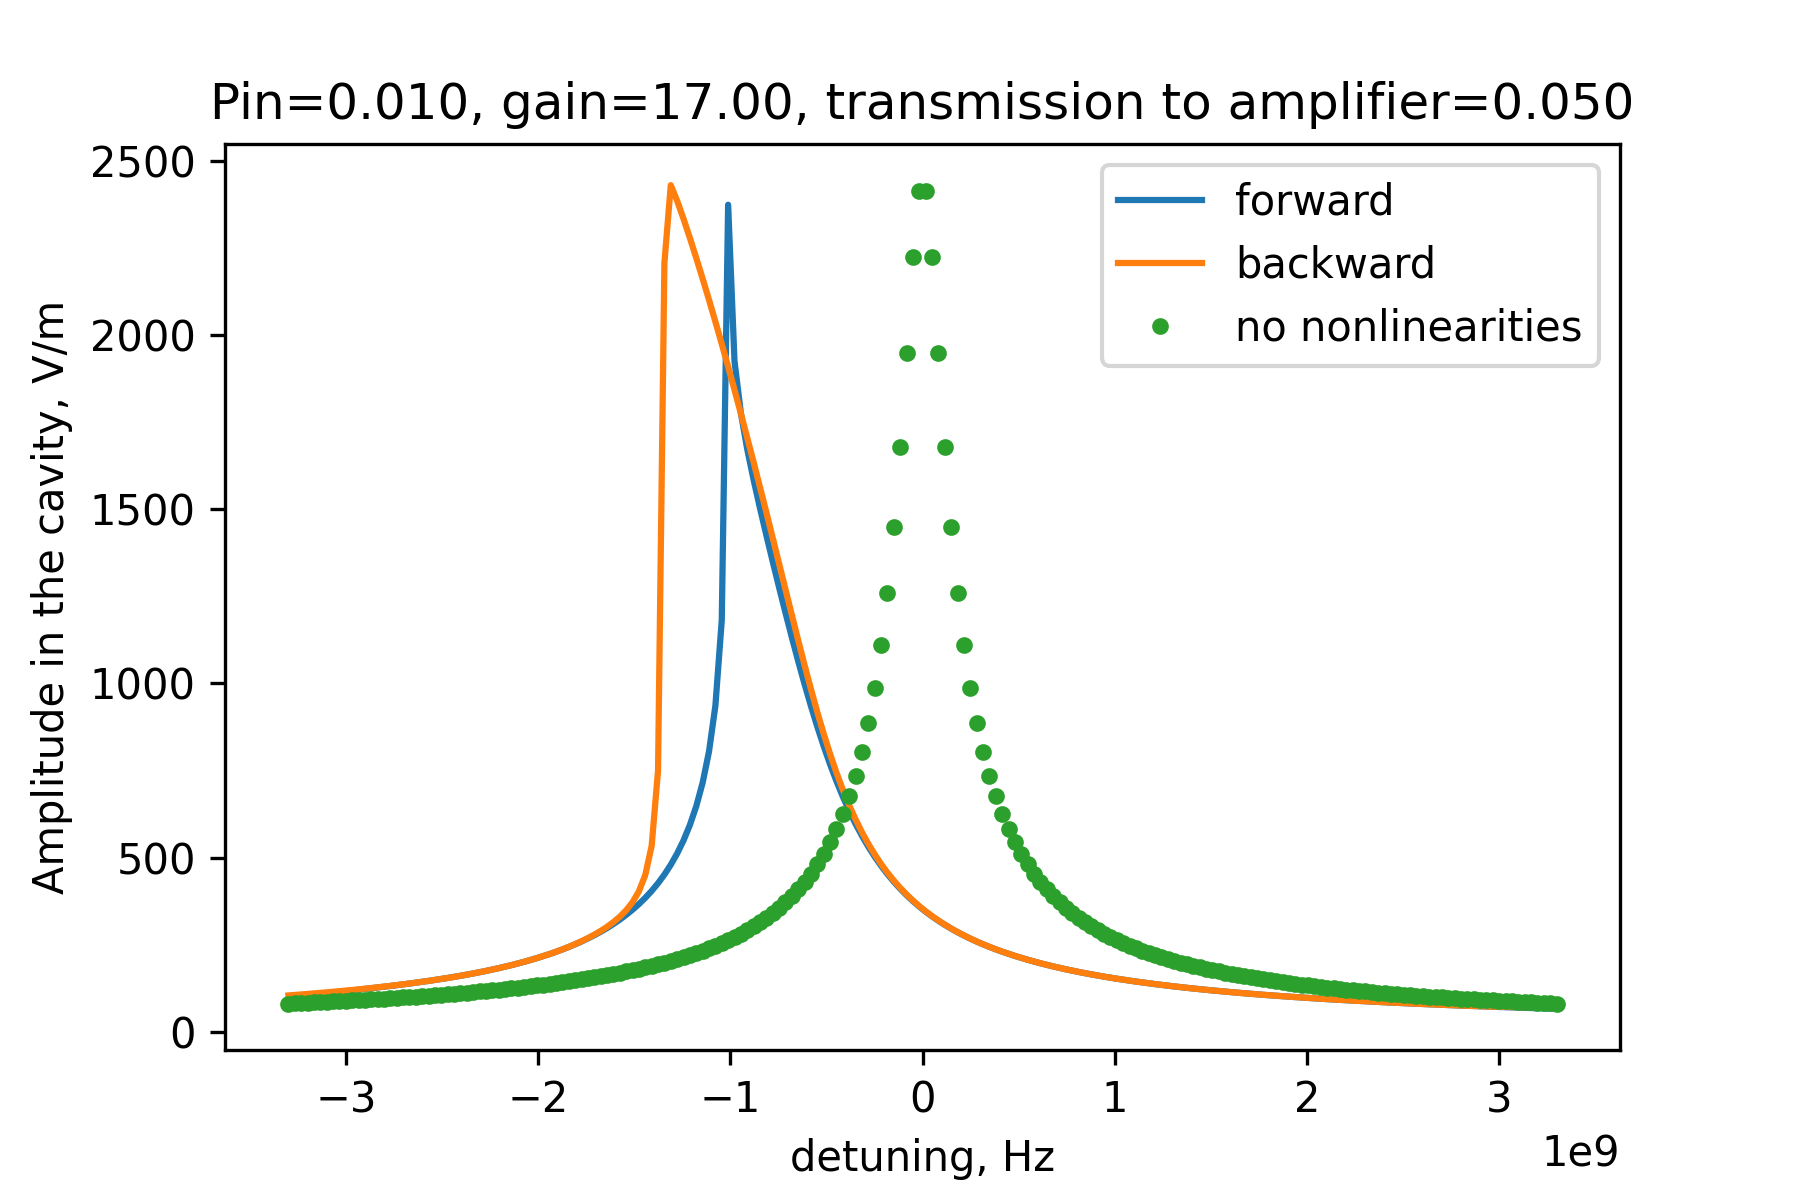 Pin=0.010, gain=17.00, transmission to amplifier=0.050
2500
2000
1500
1000
500
0
Amplitude in the cavity, V/m
forward
backward
no nonlinearities
−3 −2 −1 0 1 2 3
1e9
detuning, Hz